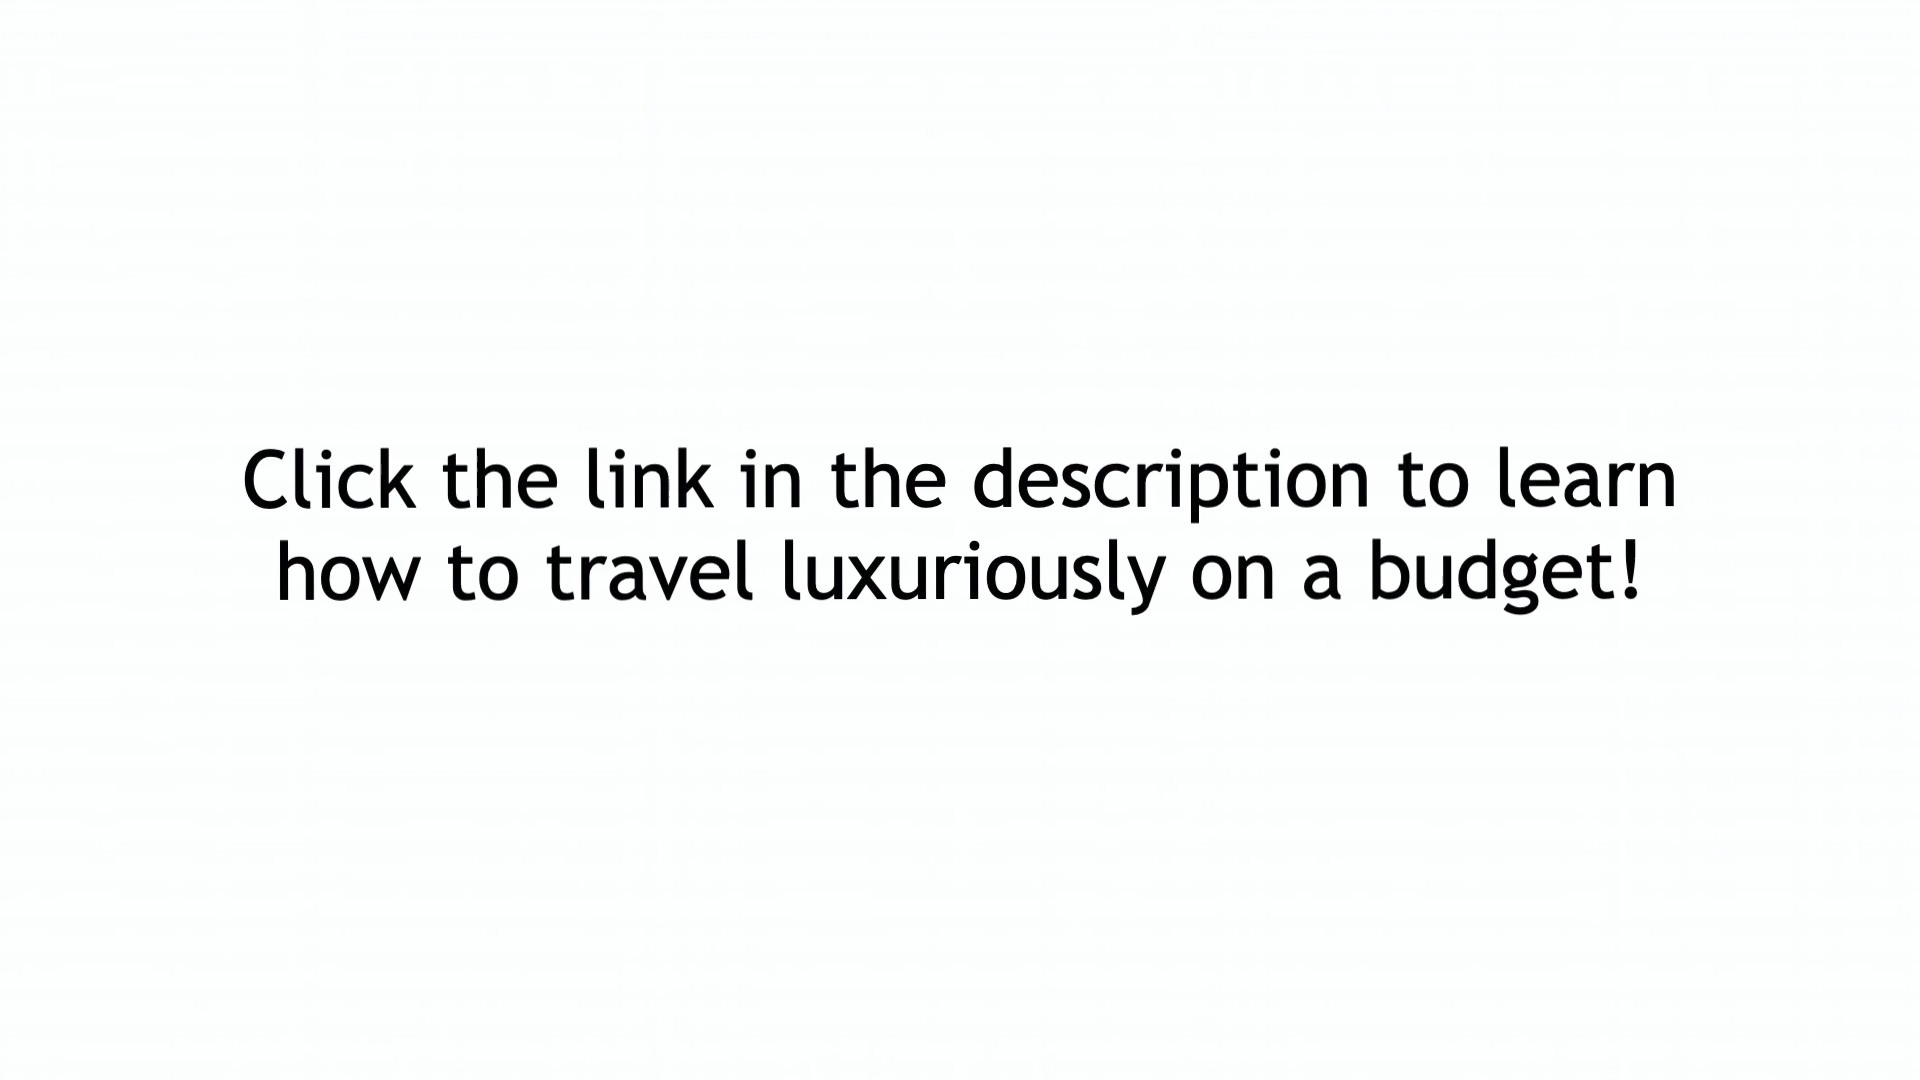 Click the link in the description to learn
how to travel luxuriously on a budget!